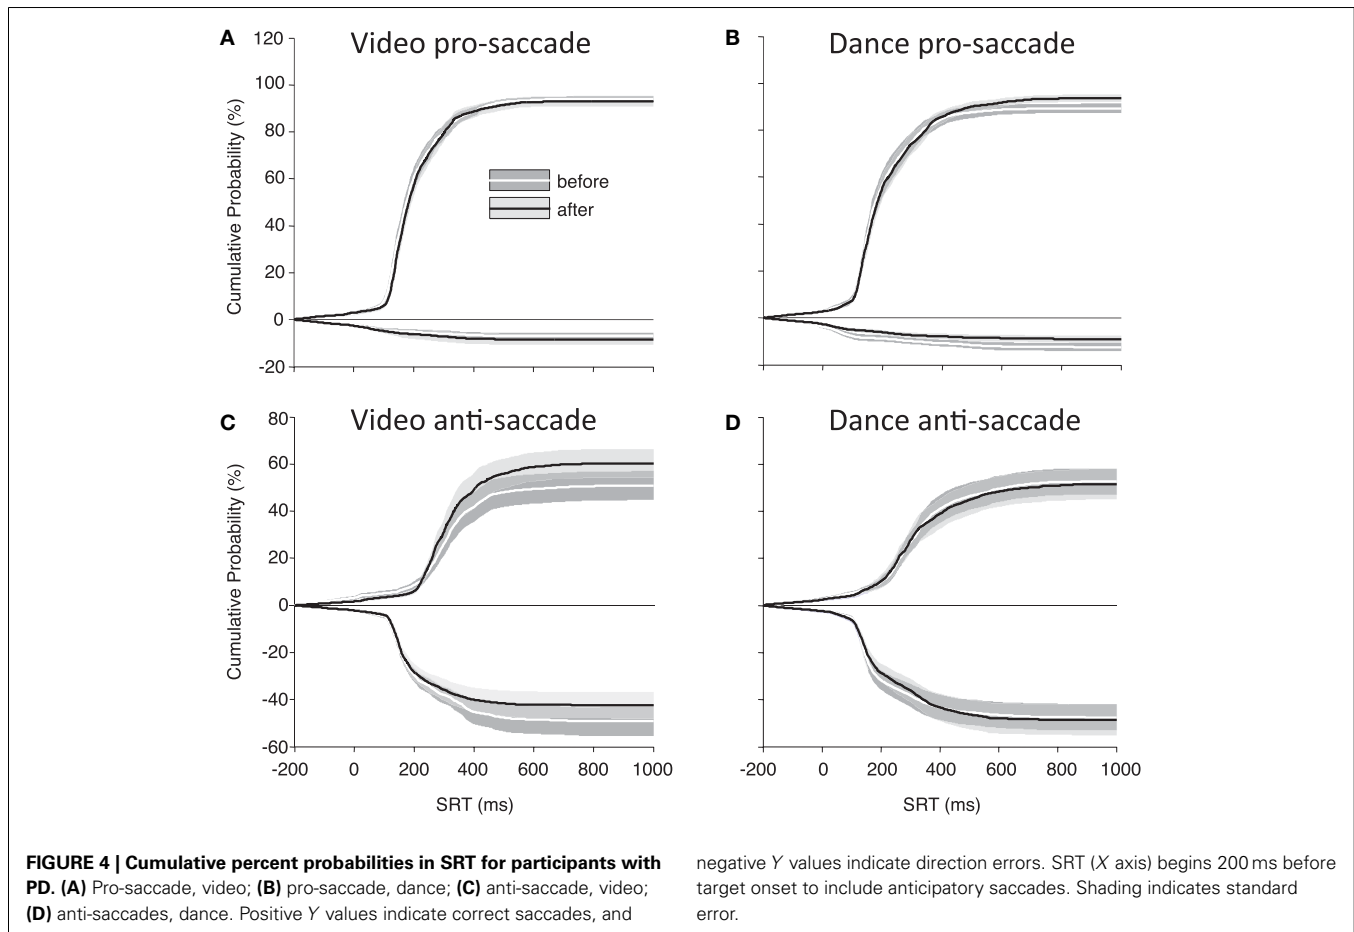 A
Video pro-saccade
120
100
80
60
40
20
0
-20
Cumulative Probability (%)
before
after
B
Dance pro-saccade
C
Video anti-saccade
80
60
40
20
0
-20
-40
-60
Cumulative Probability (%)
-200 0 200 400 600 800 1000
SRT (ms)
D
Dance anti-saccade
-200 0 200 400 600 800 1000
SRT (ms)
FIGURE 4 | Cumulative percent probabilities in SRT for participants with
PD. (A) Pro-saccade, video; (B) pro-saccade, dance; (C) anti-saccade, video;
(D) anti-saccades, dance. Positive Y values indicate correct saccades, and
negative Y values indicate direction errors. SRT (X axis) begins 200 ms before
target onset to include anticipatory saccades. Shading indicates standard
error.